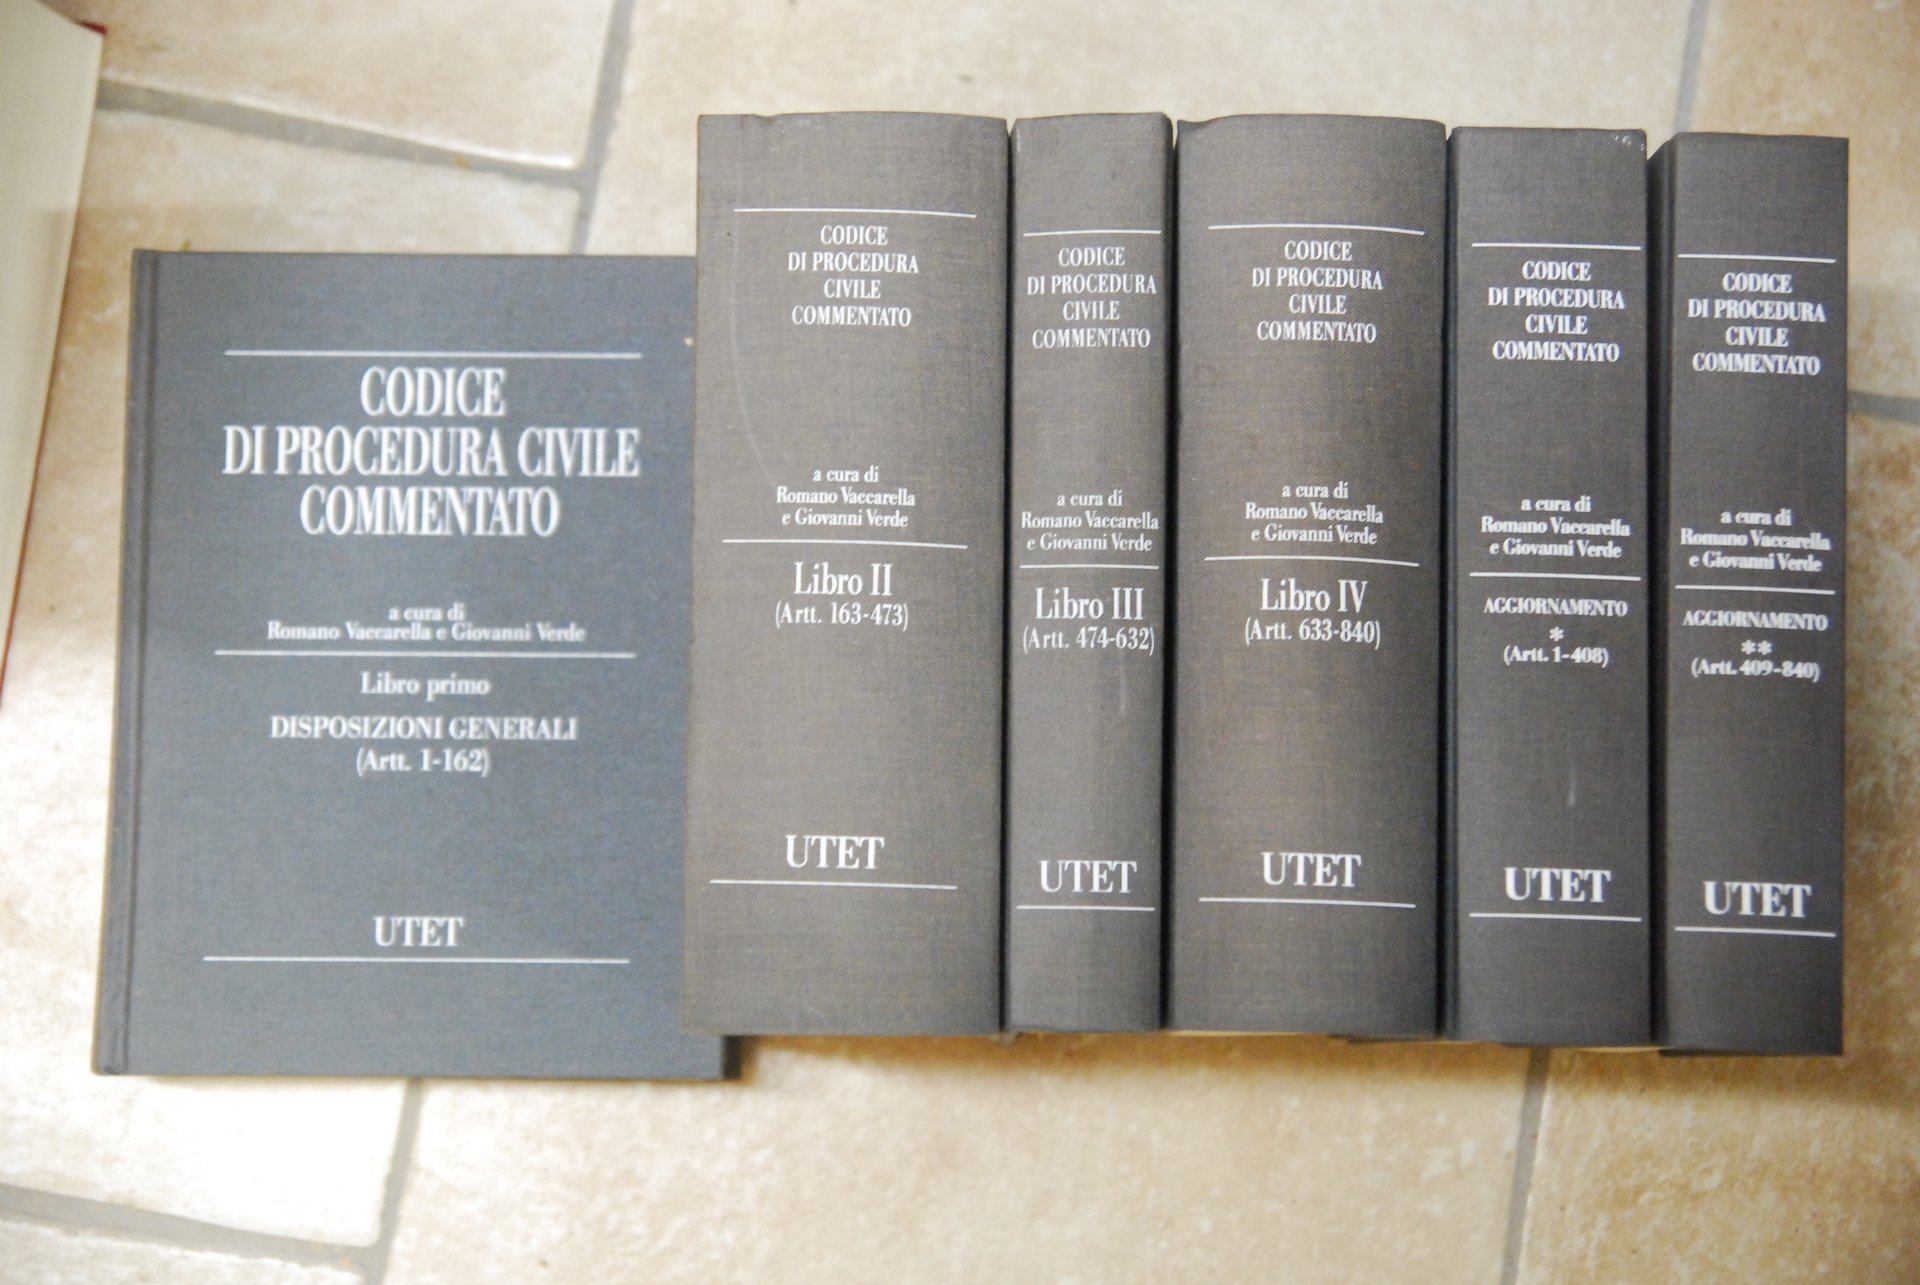 CODICE
DI PROCEDURA CIVILE
COMMENTATO
a cura di
Romano Vaccarella e Giovanni Verde
Libro primo
DISPOSIZIONI GENERALI
(Artt. 1-162)
UTET
CODICE
DI PROCEDURA
CIVILE
COMMENTATO
a cura di
Romano Vaccarella
e Giovanni Verde
Libro II
(Artt. 163-473)
UTET
CODICE
DI PROCEDURA
CIVILE
COMMENTATO
a cura di
Romano Vaccarella
e Giovanni Verde
Libro III
(Artt. 474-632)
UTET
CODICE
DI PROCEDURA
CIVILE
COMMENTATO
a cura di
Romano Vaccarella
e Giovanni Verde
Libro IV
(Artt. 633-840)
UTET
CODICE
DI PROCEDURA
CIVILE
COMMENTATO
a cura di
Romano Vaccarella
e Giovanni Verde
AGGIORNAMENTO
*
(Artt. 1-408)
UTET
CODICE
DI PROCEDURA
CIVILE
COMMENTATO
a cura di
Romano Vaccarella
e Giovanni Verde
AGGIORNAMENTO
**
(Artt. 409-840)
UTET